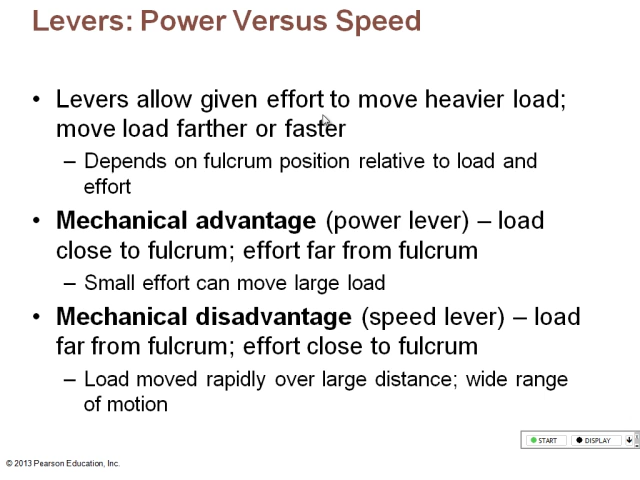 Levers: Power Versus Speed
• Levers allow given effort to move heavier load;
move load farther or faster
– Depends on fulcrum position relative to load and
effort
• Mechanical advantage (power lever) – load
close to fulcrum; effort far from fulcrum
– Small effort can move large load
• Mechanical disadvantage (speed lever) – load
far from fulcrum; effort close to fulcrum
– Load moved rapidly over large distance; wide range
of motion
START DISPLAY
© 2013 Pearson Education, Inc.